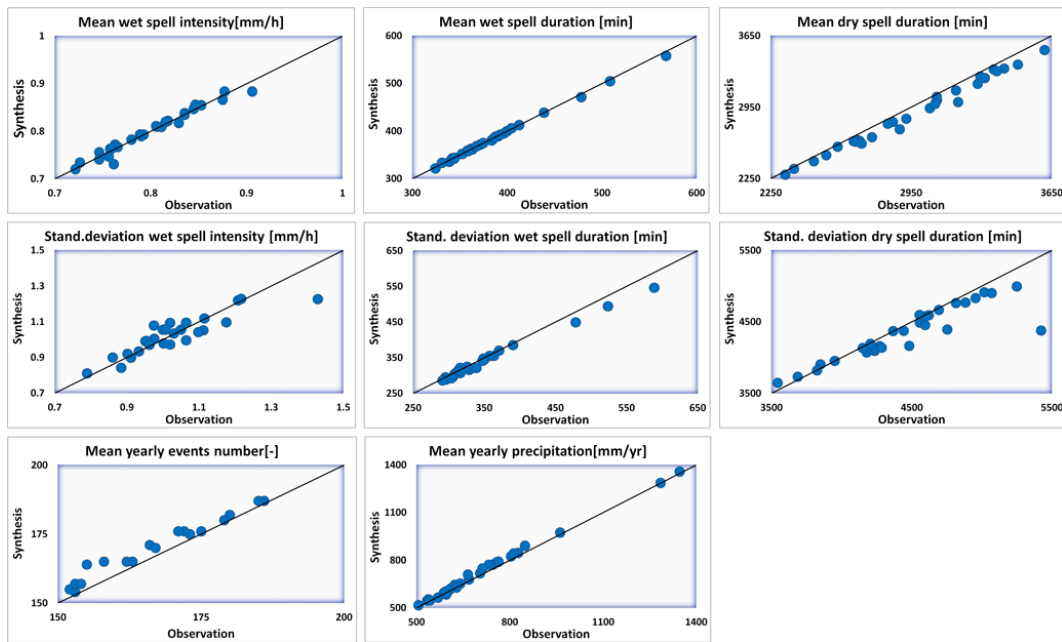 Mean wet spell intensity[mm/h]
1
0.9
0.8
0.7
0.7 0.8 0.9 1
Synthesis
Observation
Mean wet spell duration [min]
600
500
400
300
300 400 500 600
Synthesis
Observation
Mean dry spell duration [min]
3650
2950
2250
2250 2950 3650
Synthesis
Observation
Stand.deviation wet spell intensity [mm/h]
1.5
1.3
1.1
0.9
0.7
0.7 0.9 1.1 1.3 1.5
Synthesis
Observation
Stand. deviation wet spell duration [min]
650
550
450
350
250
250 350 450 550 650
Synthesis
Observation
Stand. deviation dry spell duration [min]
5500
4500
3500
3500 4500 5500
Synthesis
Observation
Mean yearly events number[-]
200
175
150
150 175 200
Synthesis
Observation
Mean yearly precipitation[mm/yr]
1400
1100
800
500
500 800 1100 1400
Synthesis
Observation